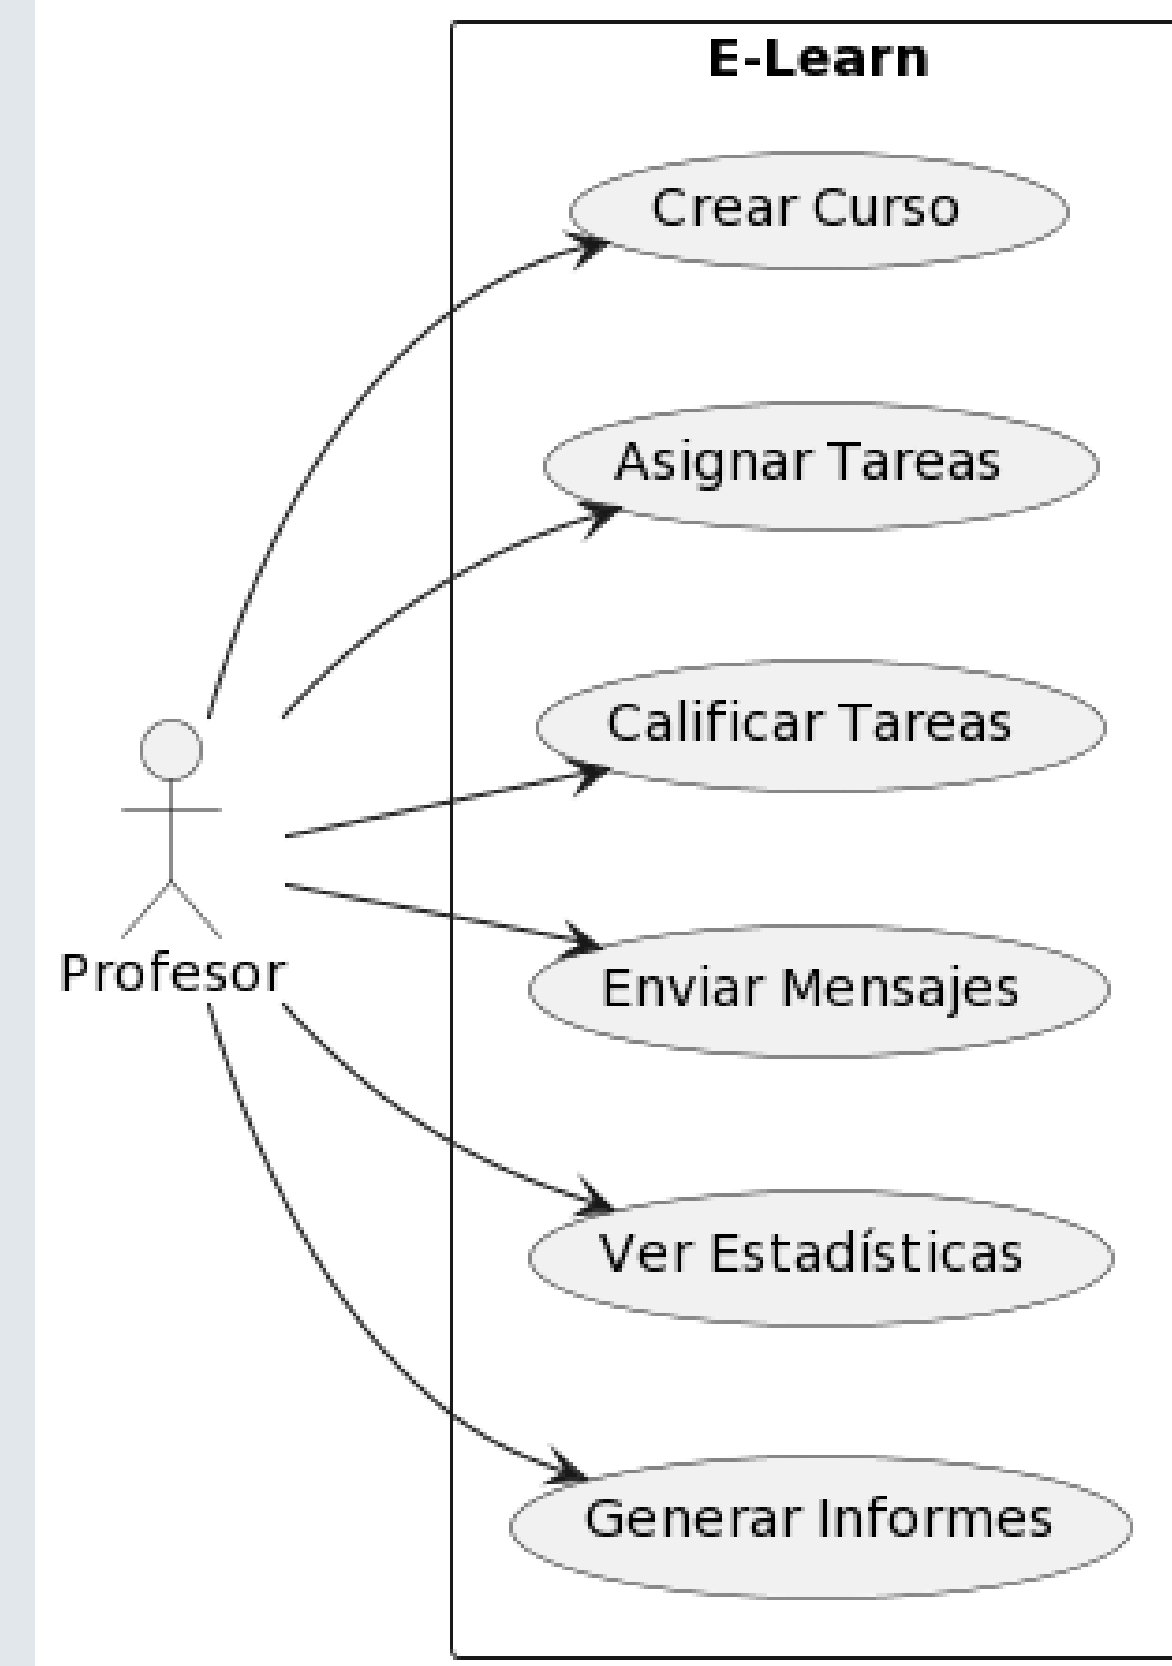 E-Learn
Crear Curso
Asignar Tareas
Calificar Tareas
Enviar Mensajes
Profesor
Ver Estadísticas
Generar Informes